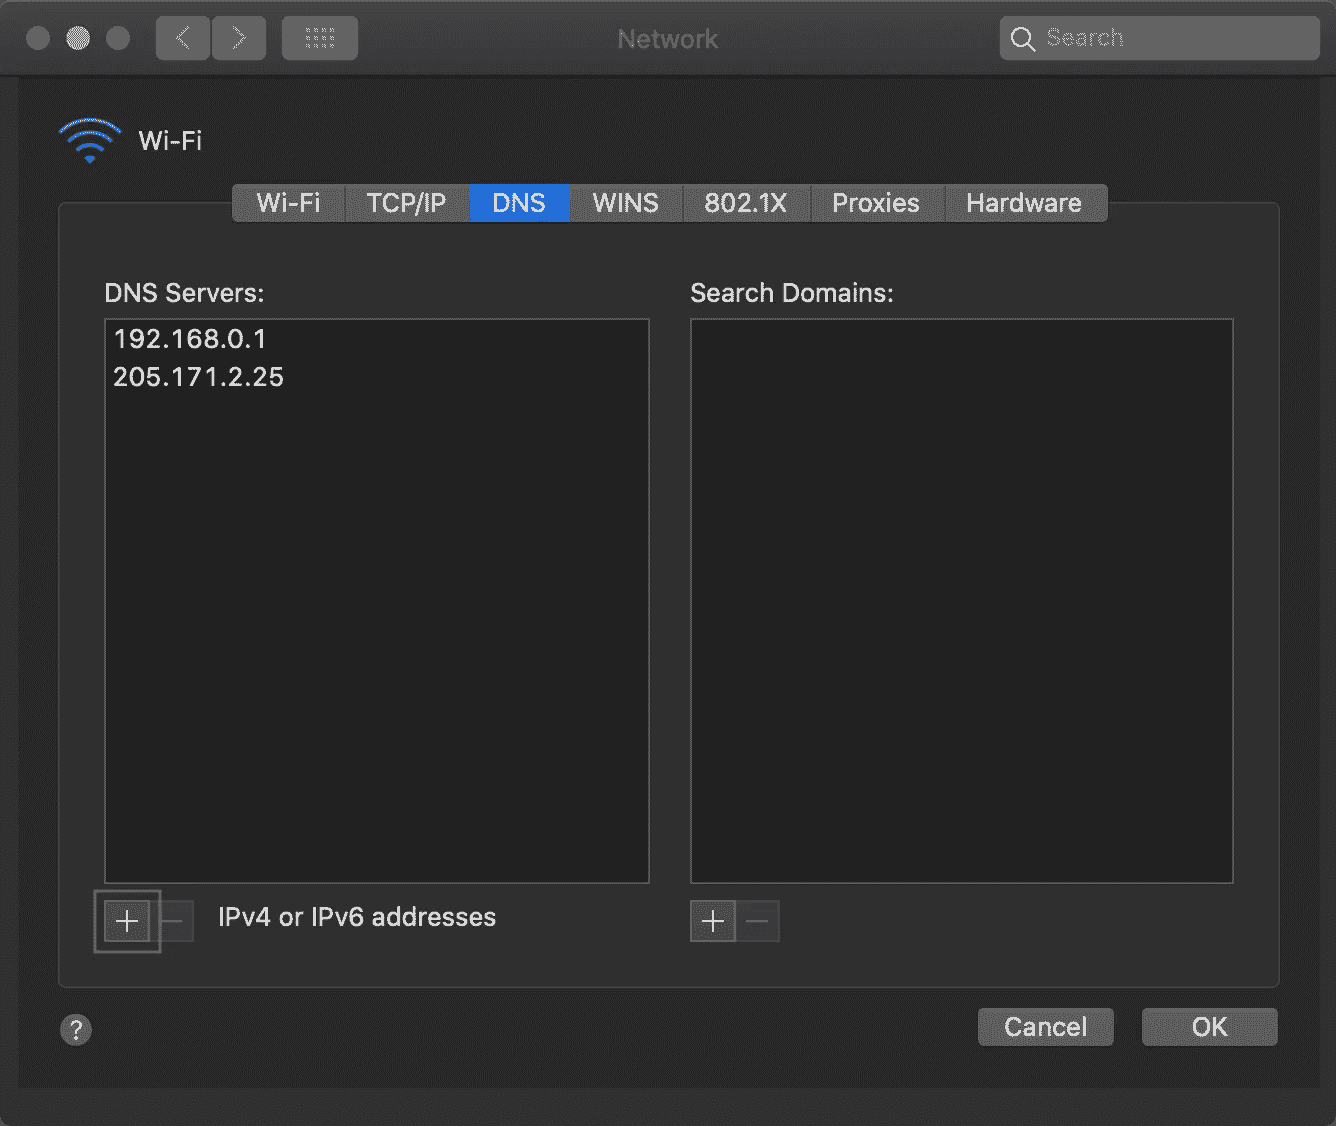 Network
Search
Wi-Fi
Wi-Fi TCP/IP DNS WINS 802.1X Proxies Hardware
DNS Servers:
192.168.0.1
205.171.2.25
Search Domains:
+ − IPv4 or IPv6 addresses
+ −
?
Cancel OK